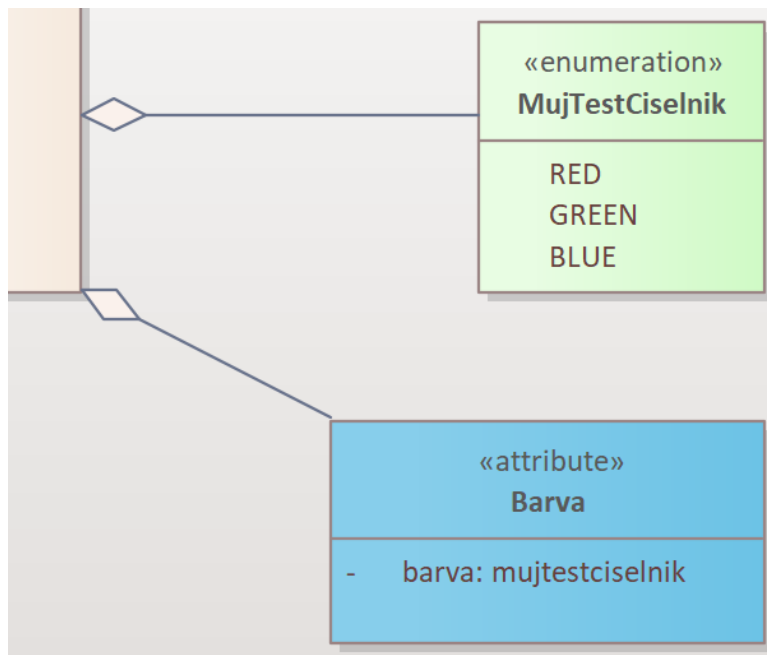 «enumeration»
MujTestCiselnik
RED
GREEN
BLUE
«attribute»
Barva
- barva: mujtestciselnik